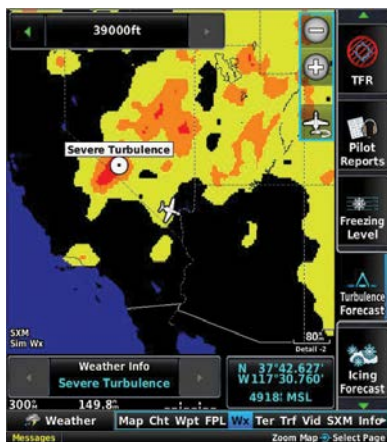 39000ft
TFR
Severe Turbulence
Pilot
Reports
Freezing
Level
Turbulence
Forecast
SXM
Sim Wx
80
Detail -2
Weather Info
Severe Turbulence
N 37°42.627'
W117°30.760'
4918' MSL
Icing
Forecast
300 149.8
Weather Map Cht Wpt FPL Wx Ter Trf Vid SXM Info
Messages Zoom Map Select Page